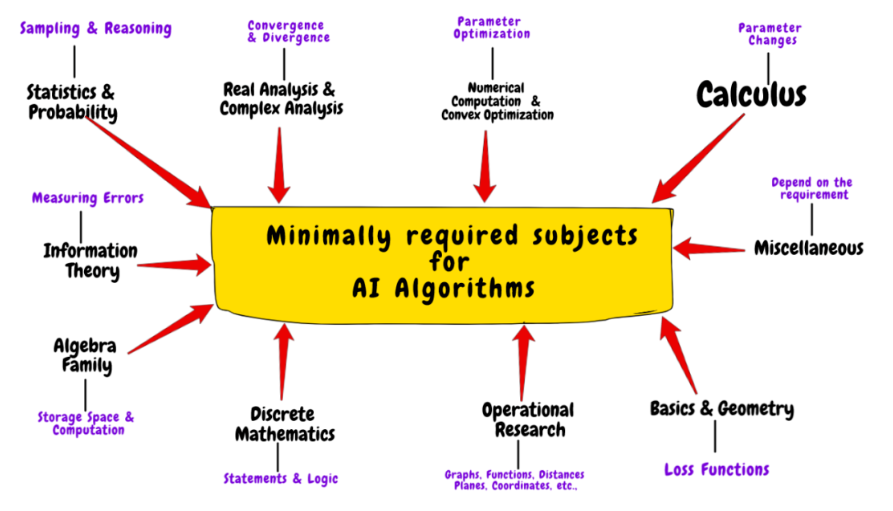 Sampling & Reasoning
Statistics &
Probability
Convergence
& Divergence
Real Analysis &
Complex Analysis
Parameter
Optimization
Numerical
Computation &
Convex Optimization
Parameter
Changes
Calculus
Measuring Errors
Information
Theory
Minimally required subjects
for
AI Algorithms
Depend on the
requirement
Miscellaneous
Algebra
Family
Storage Space &
Computation
Discrete
Mathematics
Statements & Logic
Operational
Research
Graphs, Functions, Distances
Planes, Coordinates, etc.,
Basics & Geometry
Loss Functions